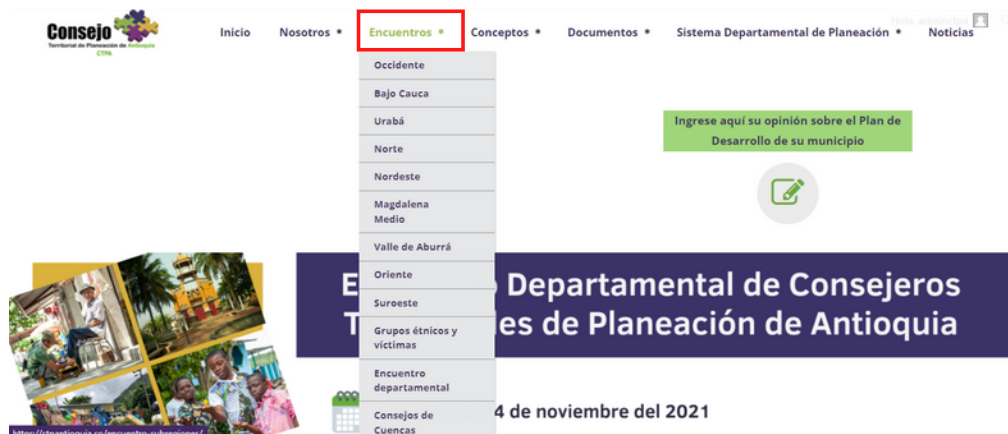 Consejo
Territorial de Planeación de Antioquia
CTPA
Hola, adminctpa
Inicio Nosotros * Encuentros * Conceptos * Documentos * Sistema Departamental de Planeación * Noticias
Occidente
Bajo Cauca
Urabá
Norte
Nordeste
Magdalena
Medio
Valle de Aburrá
Oriente
Suroeste
Grupos étnicos y
víctimas
Encuentro
departamental
Consejos de
Cuencas
Ingrese aquí su opinión sobre el Plan de
Desarrollo de su municipio
E o Departamental de Consejeros
T les de Planeación de Antioquia
4 de noviembre del 2021
https://ctpantioquia.co/encuentro-subregiones/